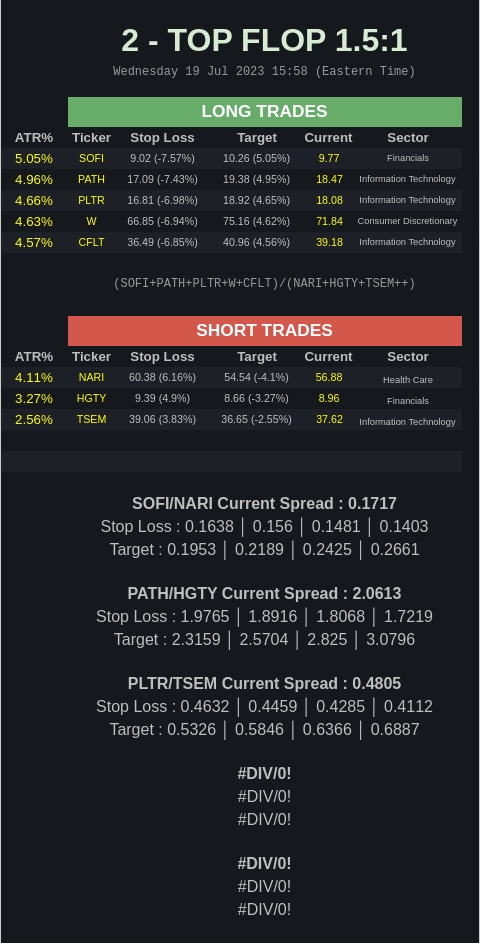 2 - TOP FLOP 1.5:1
Wednesday 19 Jul 2023 15:58 (Eastern Time)
LONG TRADES
ATR% Ticker Stop Loss Target Current Sector
5.05% SOFI 9.02 (-7.57%) 10.26 (5.05%) 9.77 Financials
4.96% PATH 17.09 (-7.43%) 19.38 (4.95%) 18.47 Information Technology
4.66% PLTR 16.81 (-6.98%) 18.92 (4.65%) 18.08 Information Technology
4.63% W 66.85 (-6.94%) 75.16 (4.62%) 71.84 Consumer Discretionary
4.57% CFLT 36.49 (-6.85%) 40.96 (4.56%) 39.18 Information Technology
(SOFI+PATH+PLTR+W+CFLT)/(NARI+HGTY+TSEM++)
SHORT TRADES
ATR% Ticker Stop Loss Target Current Sector
4.11% NARI 60.38 (6.16%) 54.54 (-4.1%) 56.88 Health Care
3.27% HGTY 9.39 (4.9%) 8.66 (-3.27%) 8.96 Financials
2.56% TSEM 39.06 (3.83%) 36.65 (-2.55%) 37.62 Information Technology
SOFI/NARI Current Spread : 0.1717
Stop Loss : 0.1638 │ 0.156 │ 0.1481 │ 0.1403
Target : 0.1953 │ 0.2189 │ 0.2425 │ 0.2661
PATH/HGTY Current Spread : 2.0613
Stop Loss : 1.9765 │ 1.8916 │ 1.8068 │ 1.7219
Target : 2.3159 │ 2.5704 │ 2.825 │ 3.0796
PLTR/TSEM Current Spread : 0.4805
Stop Loss : 0.4632 │ 0.4459 │ 0.4285 │ 0.4112
Target : 0.5326 │ 0.5846 │ 0.6366 │ 0.6887
#DIV/0!
#DIV/0!
#DIV/0!
#DIV/0!
#DIV/0!
#DIV/0!